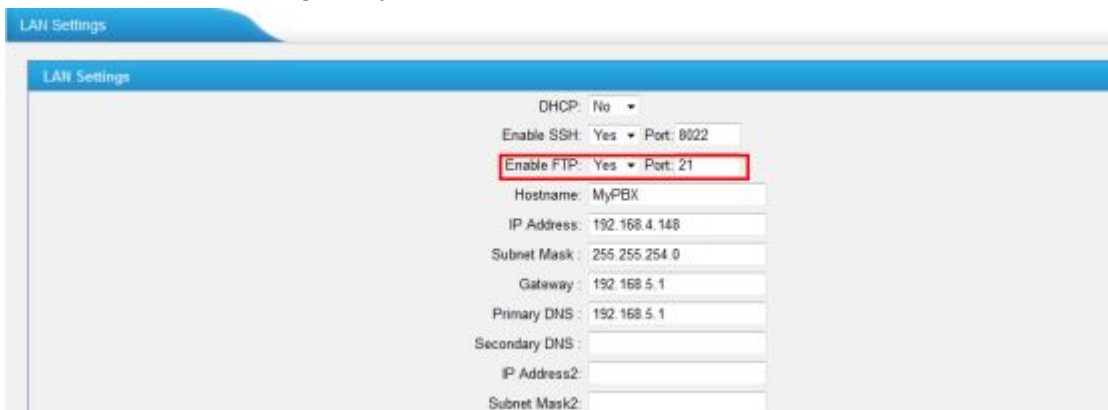 LAN Settings
LAN Settings
DHCP: No
Enable SSH: Yes Port: 8022
Enable FTP: Yes Port: 21
Hostname: MyPBX
IP Address: 192.168.4.148
Subnet Mask : 255.255.254.0
Gateway : 192.168.5.1
Primary DNS : 192.168.5.1
Secondary DNS :
IP Address2:
Subnet Mask2: